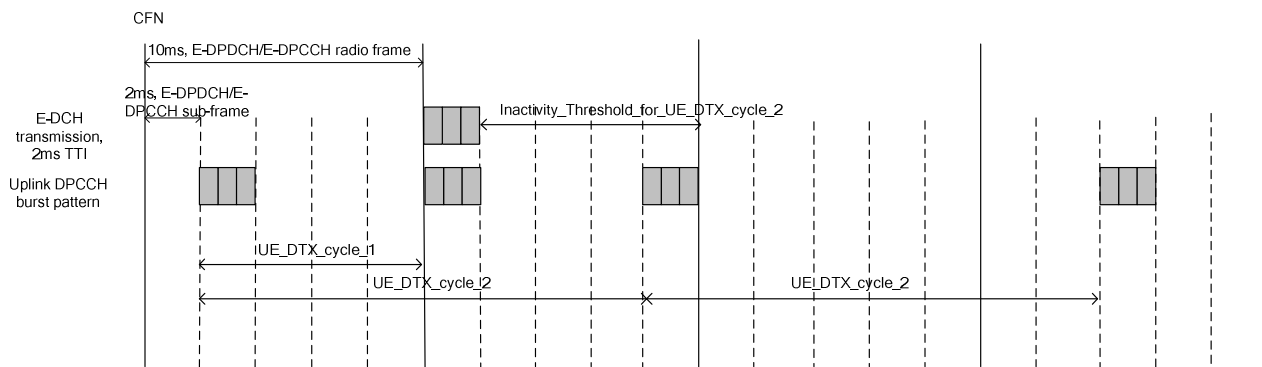 CFN
10ms, E-DPDCH/E-DPCCH radio frame
2ms, E-DPDCH/E-
DPCCH sub-frame
Inactivity_Threshold_for_UE_DTX_cycle_2
E-DCH
transmission,
2ms TTI
Uplink DPCCH
burst pattern
UE_DTX_cycle_1
UE_DTX_cycle_2
UE_DTX_cycle_2